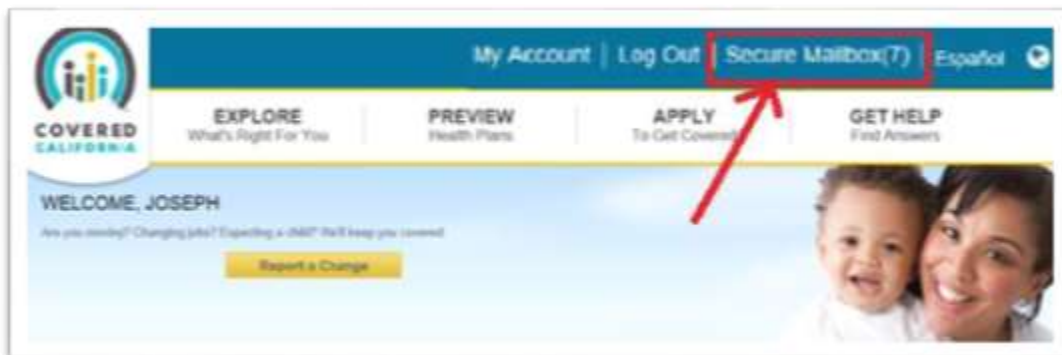 My Account | Log Out | Secure Mailbox(7) | Español
COVERED
CALIFORNIA
EXPLORE
What's Right For You
PREVIEW
Health Plans
APPLY
To Get Covered
GET HELP
Find Answers
WELCOME, JOSEPH
Are you moving? Changing jobs? Expecting a child? We'll keep you covered
Report a Change